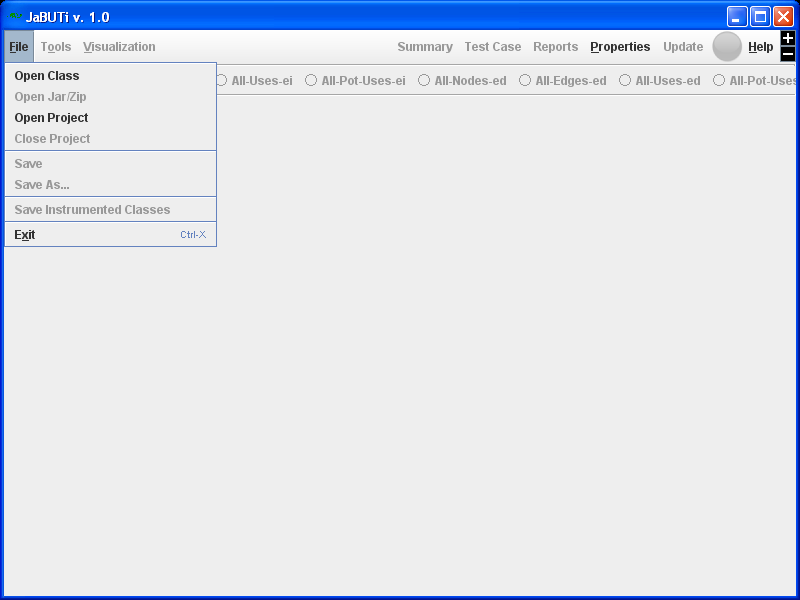 JaBUTi v. 1.0
File Tools Visualization Summary Test Case Reports Properties Update Help
All-Uses-ei All-Pot-Uses-ei All-Nodes-ed All-Edges-ed All-Uses-ed All-Pot-Uses
Open Class
Open Jar/Zip
Open Project
Close Project
Save
Save As...
Save Instrumented Classes
Exit Ctrl-X